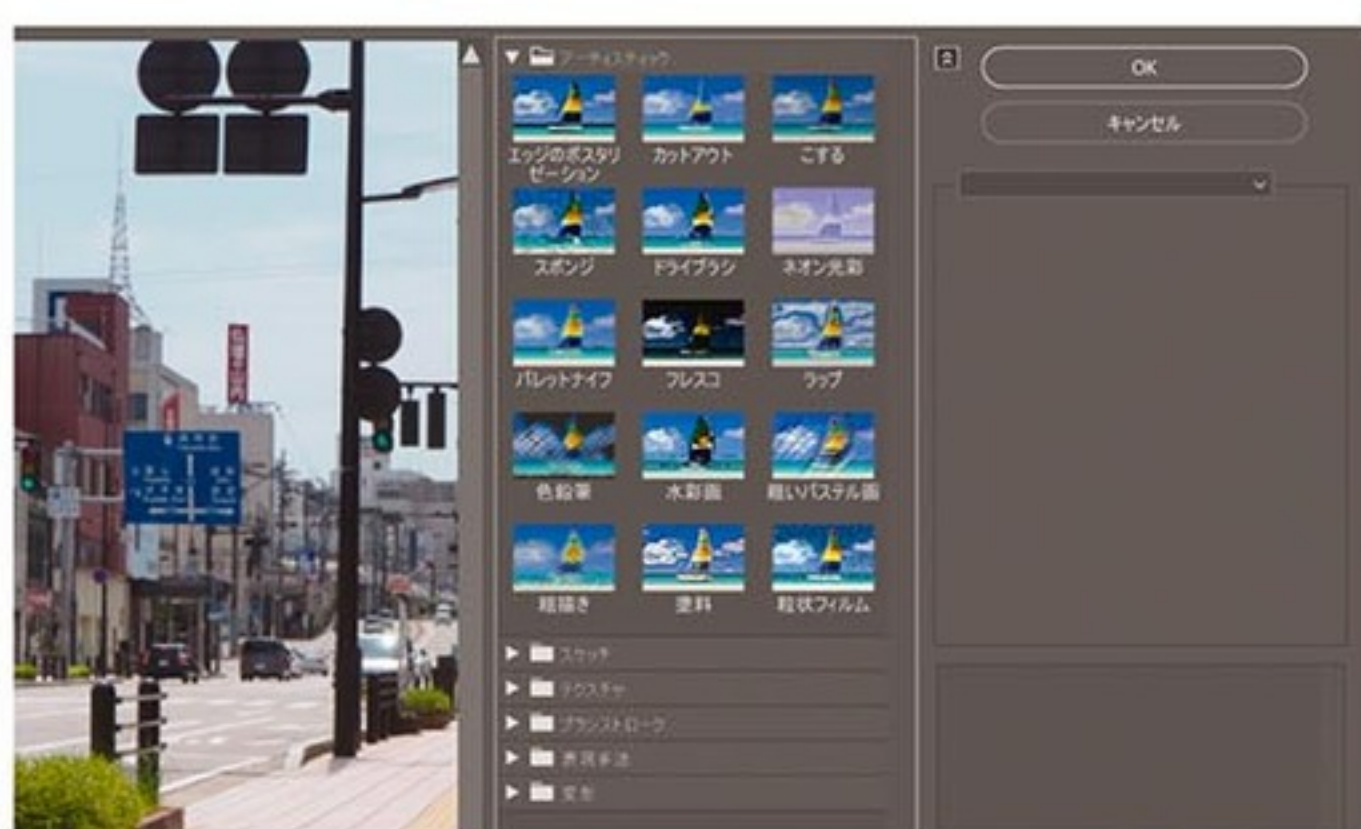 アーティスティック
OK
キャンセル
エッジのポスタリ
ゼーション
カットアウト
こする
スポンジ
ドライブラシ
ネオン光彩
パレットナイフ
フレスコ
ラップ
色鉛筆
水彩画
粗いパステル画
粗描き
塗料
粒状フィルム
スケッチ
テクスチャ
ブラシストローク
表現手法
変形